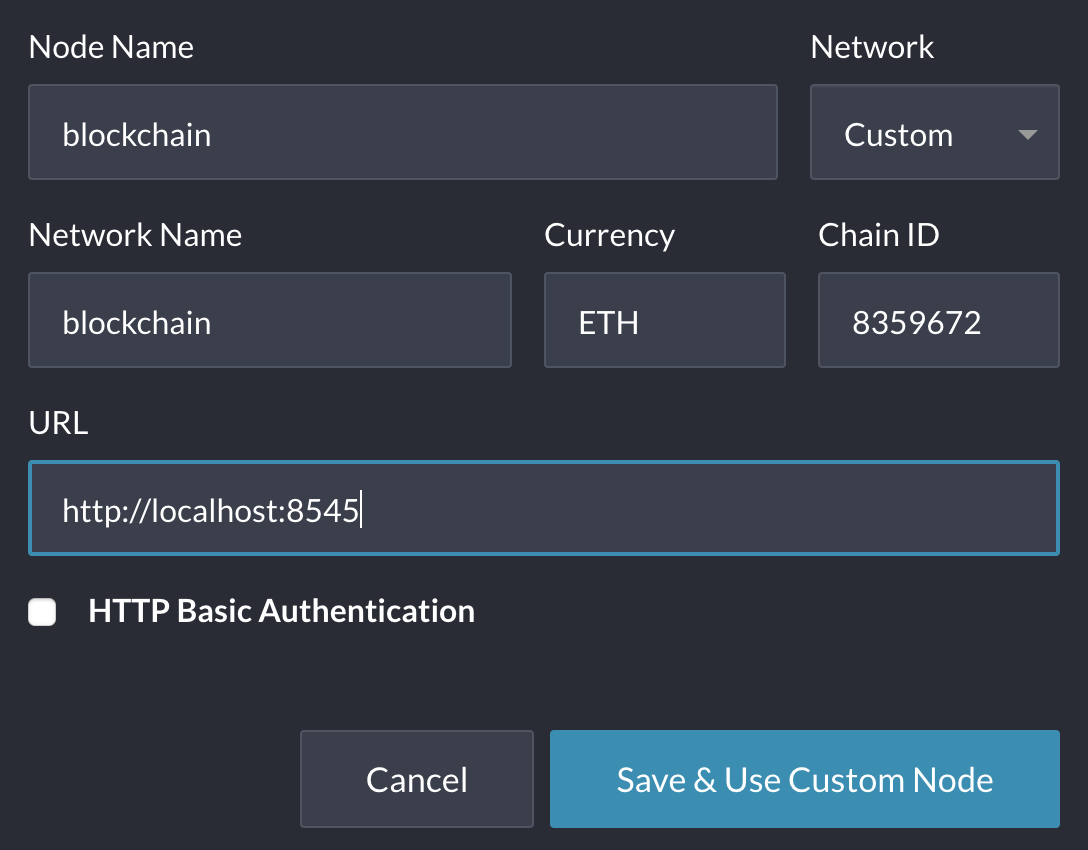 Node Name Network
blockchain Custom
Network Name Currency Chain ID
blockchain ETH 8359672
URL
http://localhost:8545
HTTP Basic Authentication
Cancel Save & Use Custom Node